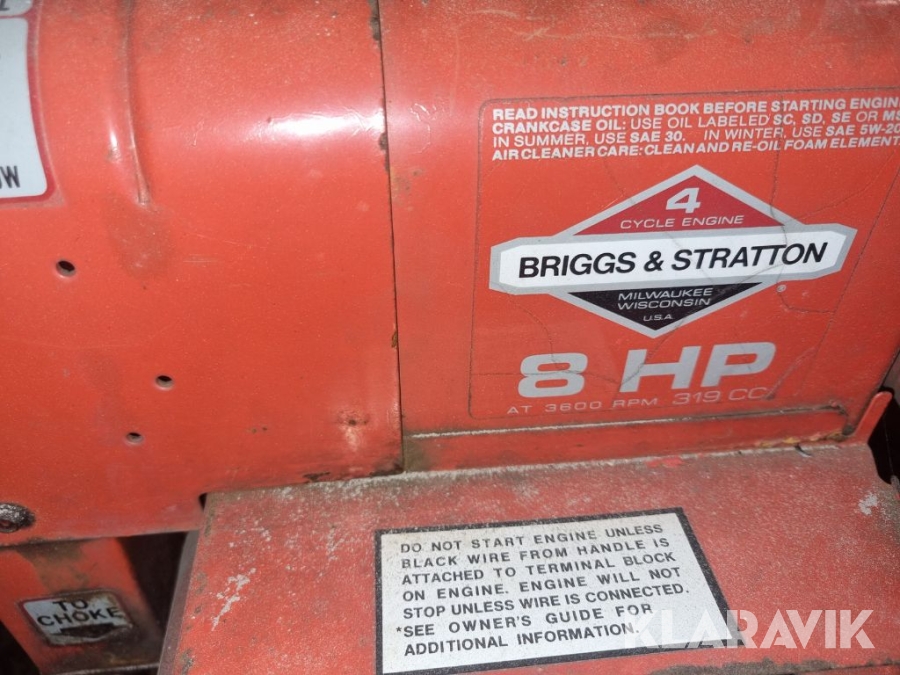 READ INSTRUCTION BOOK BEFORE STARTING ENGIN
CRANKCASE OIL: USE OIL LABELED SC, SD, SE OR MS
IN SUMMER, USE SAE 30. IN WINTER, USE SAE 5W-20
AIR CLEANER CARE: CLEAN AND RE-OIL FOAM ELEMENT
4
CYCLE ENGINE
BRIGGS & STRATTON
MILWAUKEE
WISCONSIN
U.S.A.
®
8 HP
AT 3600 RPM 319 CC
DO NOT START ENGINE UNLESS
BLACK WIRE FROM HANDLE IS
ATTACHED TO TERMINAL BLOCK
ON ENGINE. ENGINE WILL NOT
STOP UNLESS WIRE IS CONNECTED.
*SEE OWNER'S GUIDE FOR
ADDITIONAL INFORMATION.
TO
CHOKE
KLARAVIK